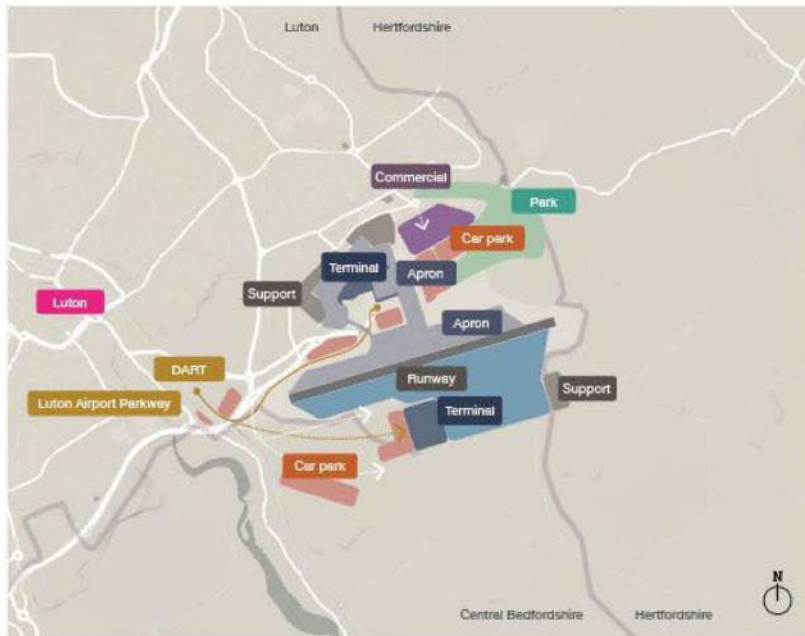 Luton
Hertfordshire
Commercial
Park
Car park
Terminal
Apron
Support
Luton
Apron
DART
Runway
Support
Luton Airport Parkway
Terminal
Car park
N
Central Bedfordshire
Hertfordshire